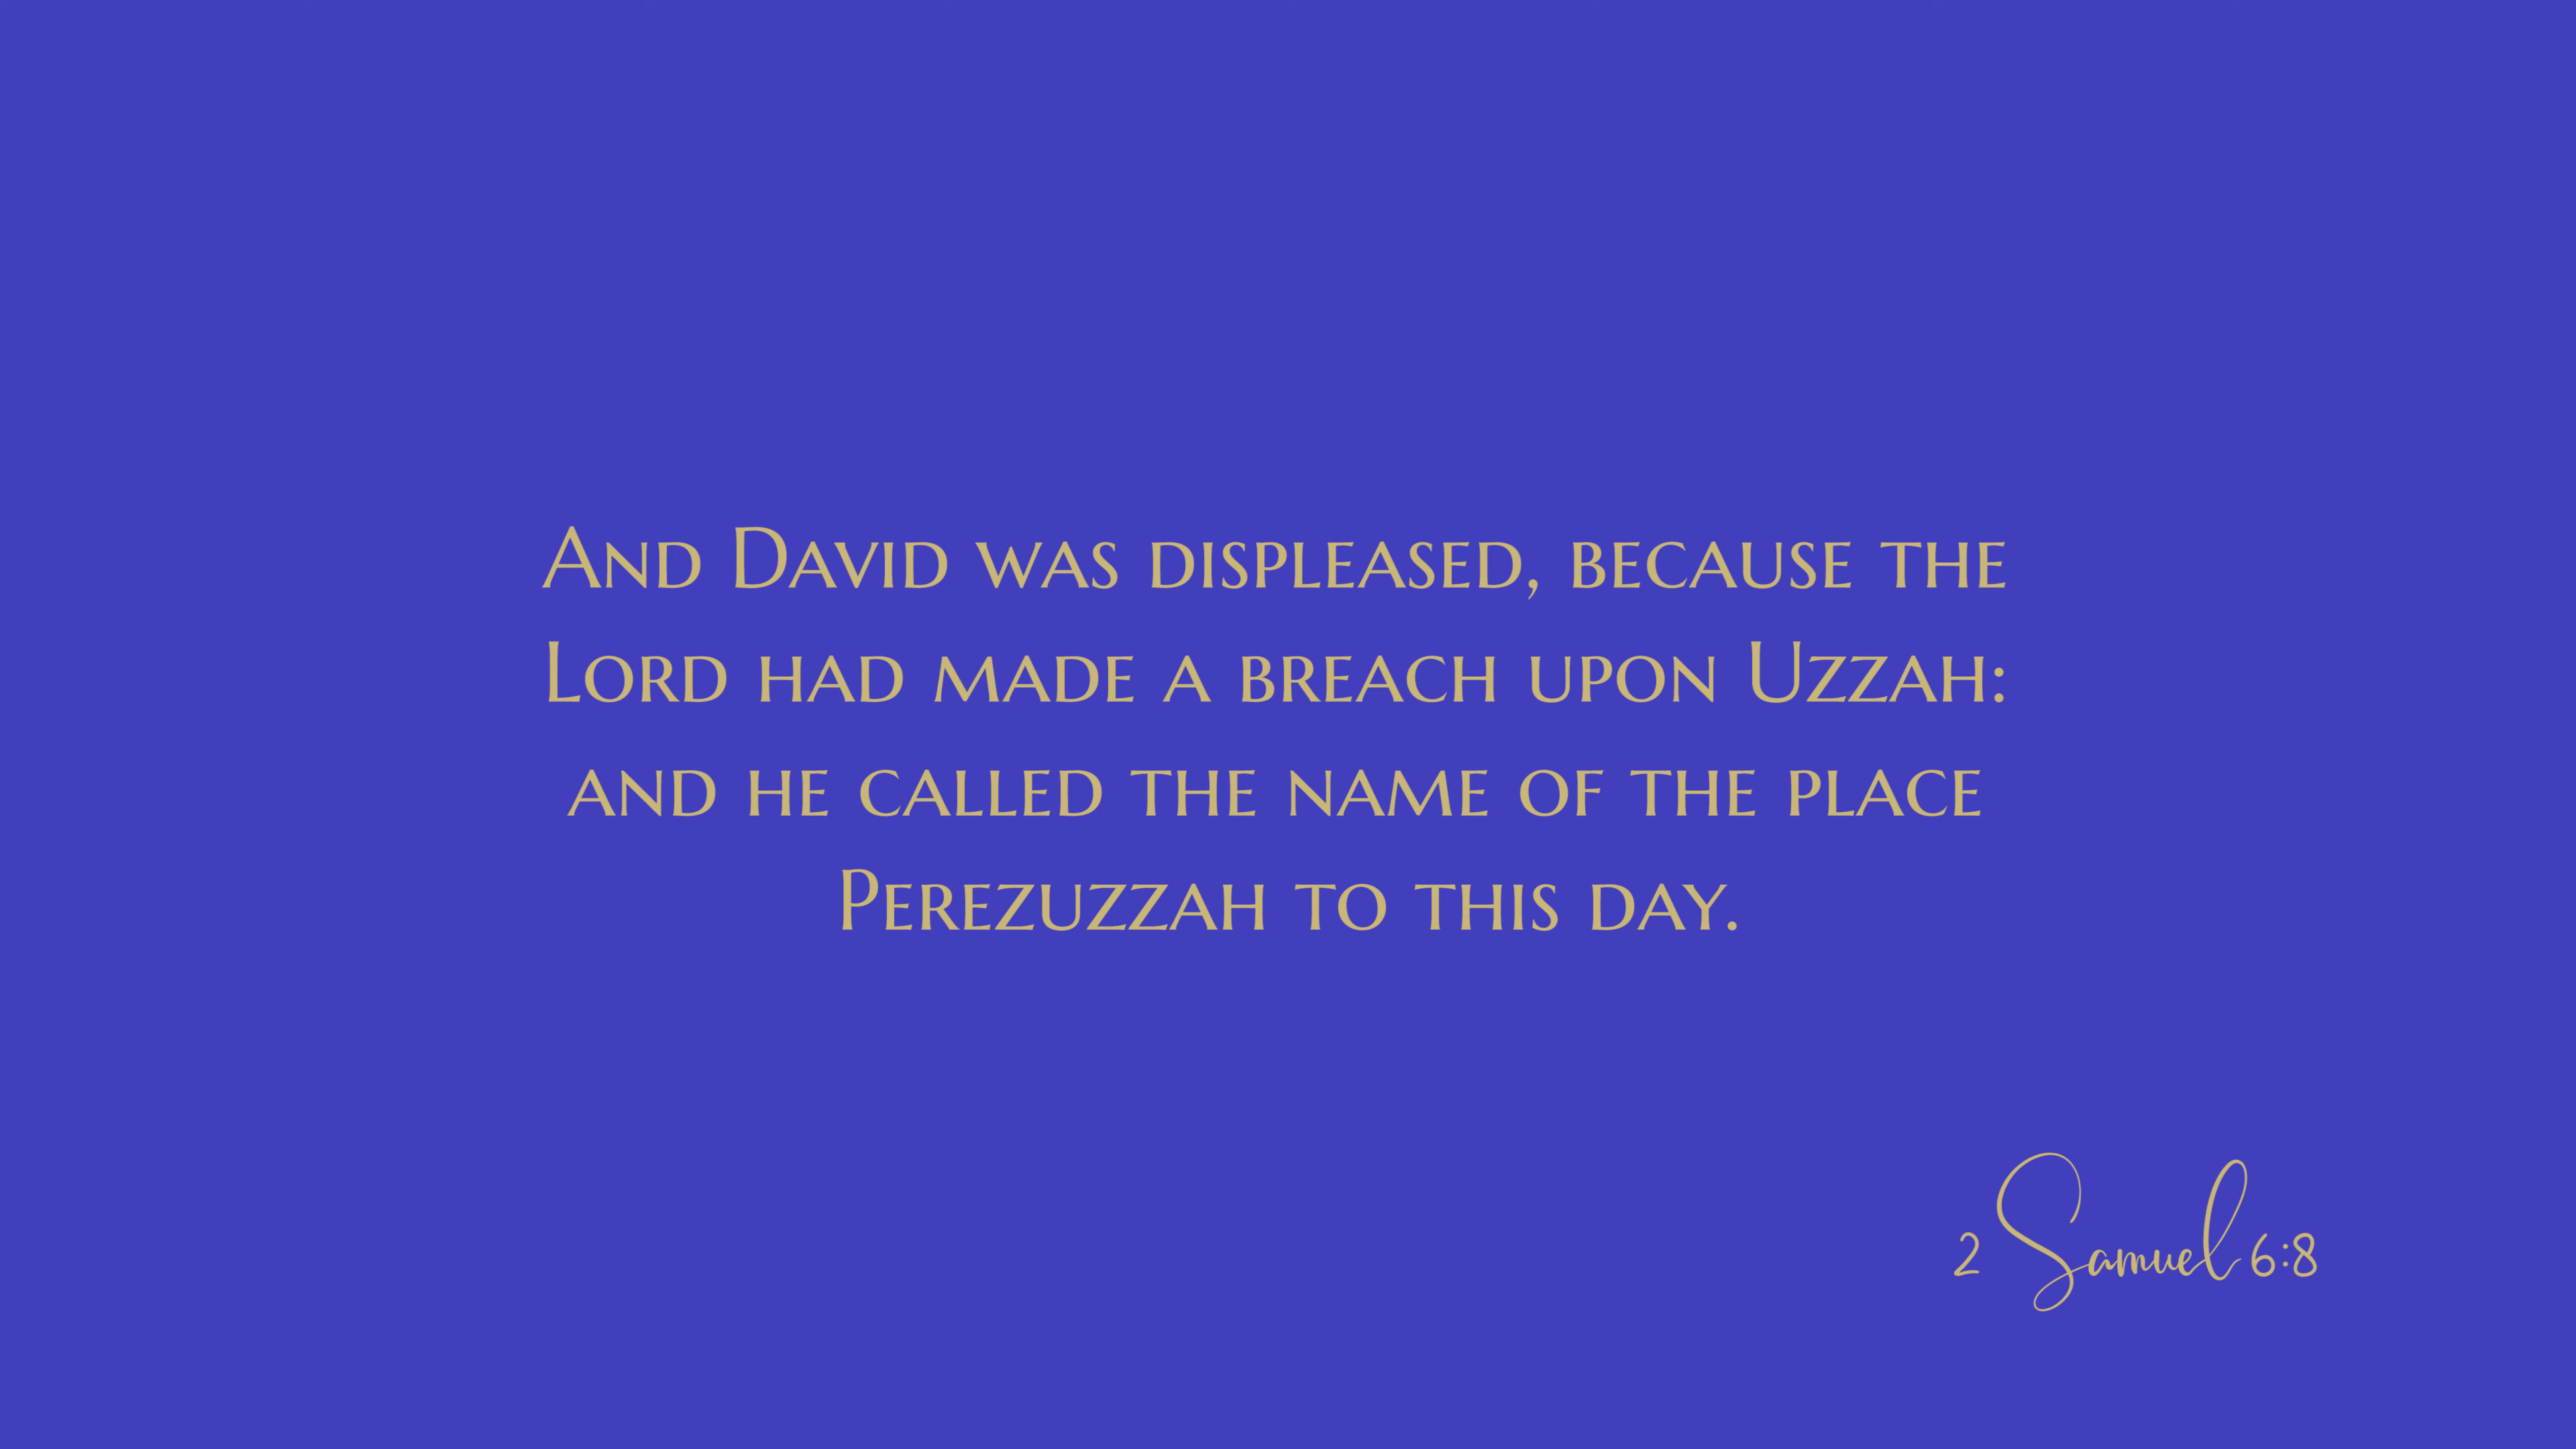 And David was displeased, because the
Lord had made a breach upon Uzzah:
and he called the name of the place
Perezuzzah to this day.
2 Samuel 6:8